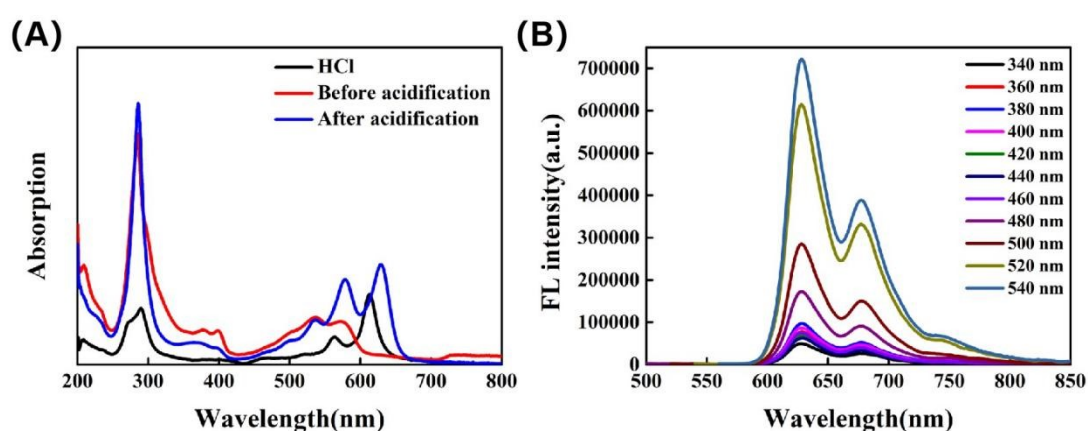 (A)
HCl
Before acidification
After acidification
Absorption
200 300 400 500 600 700 800
Wavelength(nm)
(B)
700000
600000
500000
400000
300000
200000
100000
0
FL intensity(a.u.)
340 nm
360 nm
380 nm
400 nm
420 nm
440 nm
460 nm
480 nm
500 nm
520 nm
540 nm
500 550 600 650 700 750 800 850
Wavelength(nm)